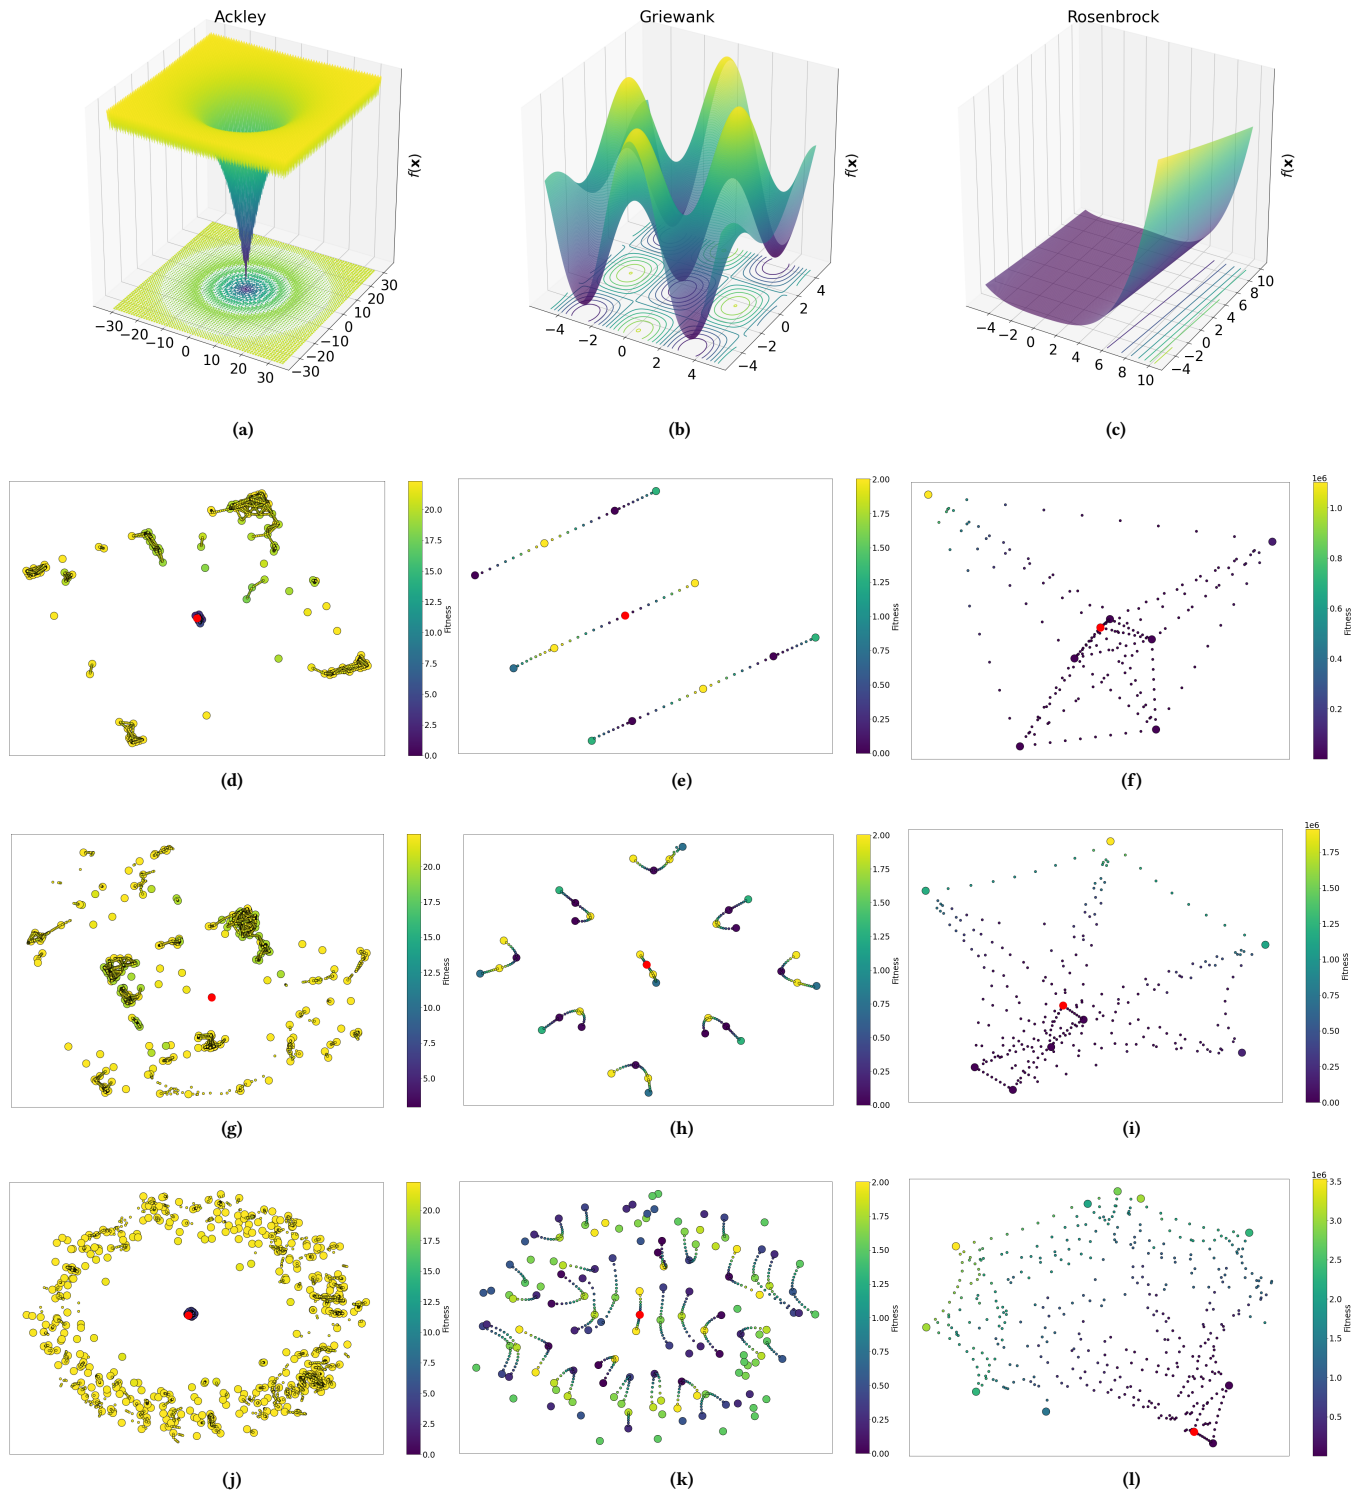 Ackley
Griewank
Rosenbrock
f(x)
f(x)
f(x)
−30 −20 −10 0 10 20 30
−30 −20 −10 0 10 20 30
−4 −2 0 2 4
−4 −2 0 2 4
−4 −2 0 2 4 6 8 10
−4 −2 0 2 4 6 8 10
(a)
(b)
(c)
20.0
17.5
15.0
12.5
10.0
7.5
5.0
2.5
0.0
Fitness
2.00
1.75
1.50
1.25
1.00
0.75
0.50
0.25
0.00
Fitness
1e6
1.0
0.8
0.6
0.4
0.2
Fitness
(d)
(e)
(f)
20.0
17.5
15.0
12.5
10.0
7.5
5.0
Fitness
2.00
1.75
1.50
1.25
1.00
0.75
0.50
0.25
0.00
Fitness
1e6
1.75
1.50
1.25
1.00
0.75
0.50
0.25
0.00
Fitness
(g)
(h)
(i)
20.0
17.5
15.0
12.5
10.0
7.5
5.0
2.5
0.0
Fitness
2.00
1.75
1.50
1.25
1.00
0.75
0.50
0.25
0.00
Fitness
1e6
3.5
3.0
2.5
2.0
1.5
1.0
0.5
Fitness
(j)
(k)
(l)